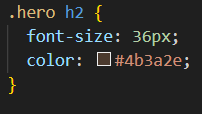 .hero h2 {
  font-size: 36px;
  color: #4b3a2e;
}